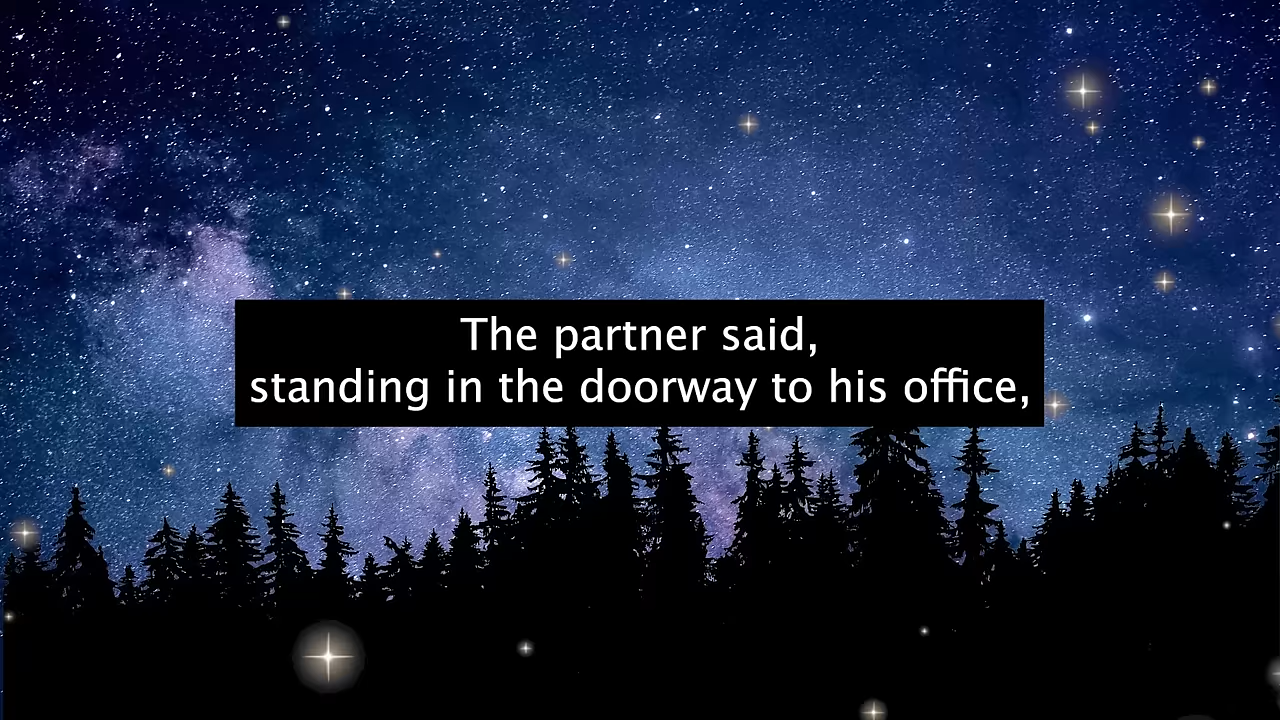 The partner said,
standing in the doorway to his office,